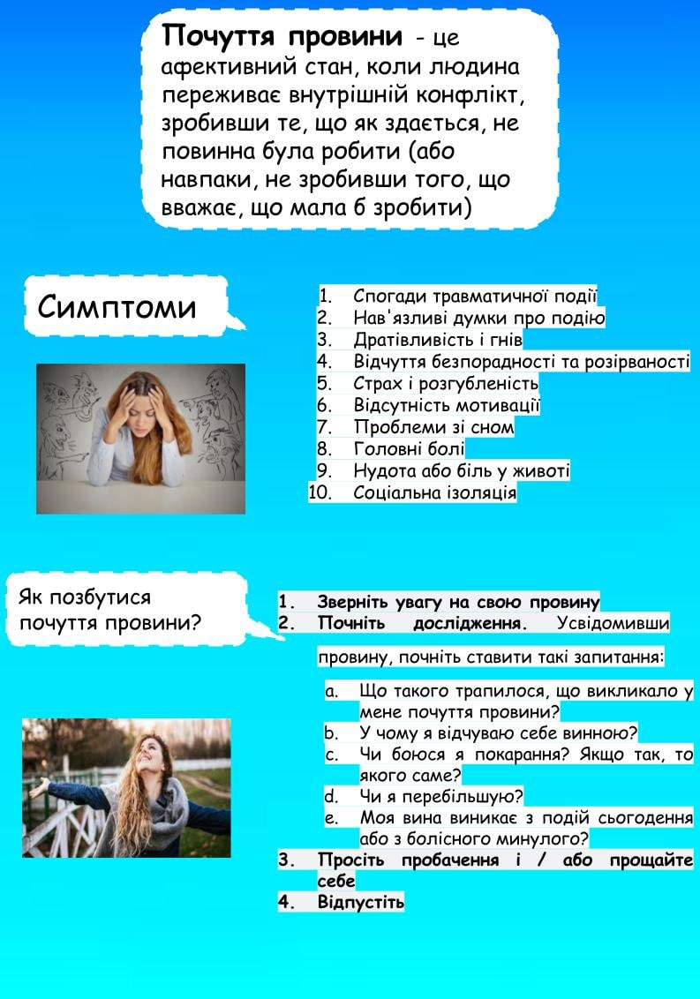 Почуття провини - це
афективний стан, коли людина
переживає внутрішній конфлікт,
зробивши те, що як здається, не
повинна була робити (або
навпаки, не зробивши того, що
вважає, що мала б зробити)
Симптоми
1. Спогади травматичної події
2. Нав'язливі думки про подію
3. Дратівливість і гнів
4. Відчуття безпорадності та розірваності
5. Страх і розгубленість
6. Відсутність мотивації
7. Проблеми зі сном
8. Головні болі
9. Нудота або біль у животі
10. Соціальна ізоляція
Як позбутися
почуття провини?
1. Зверніть увагу на свою провину
2. Почніть дослідження. Усвідомивши
провину, почніть ставити такі запитання:
a. Що такого трапилося, що викликало у
мене почуття провини?
b. У чому я відчуваю себе винною?
c. Чи боюся я покарання? Якщо так, то
якого саме?
d. Чи я перебільшую?
e. Моя вина виникає з подій сьогодення
або з болісного минулого?
3. Просіть пробачення і / або прощайте
себе
4. Відпустіть